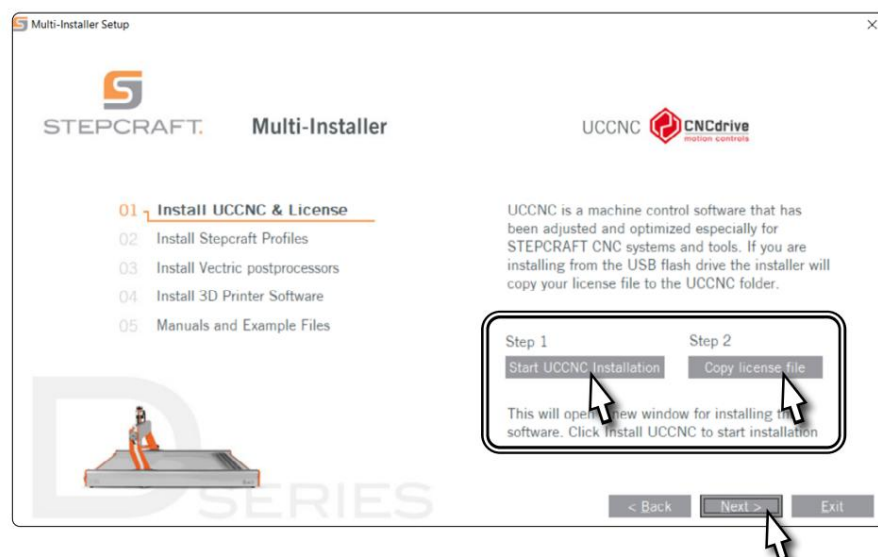 Multi-Installer Setup
STEPCRAFT.
Multi-Installer
UCCNC
CNCdrive
motion controls
01 Install UCCNC & License
02 Install Stepcraft Profiles
03 Install Vectric postprocessors
04 Install 3D Printer Software
05 Manuals and Example Files
UCCNC is a machine control software that has
been adjusted and optimized especially for
STEPCRAFT CNC systems and tools. If you are
installing from the USB flash drive the installer will
copy your license file to the UCCNC folder.
Step 1
Step 2
Start UCCNC Installation
Copy license file
This will open new window for installing
software. Click Install UCCNC to start installation
D SERIES
< Back
Next >
Exit